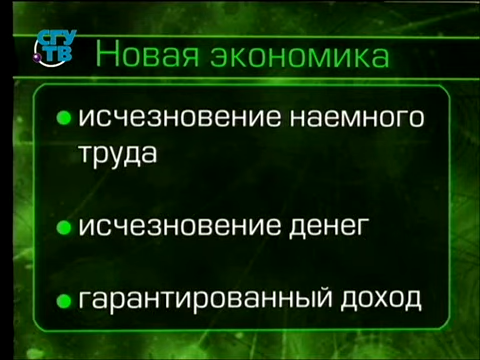 СГУ
ТВ
Новая экономика
исчезновение наемного
труда
исчезновение денег
гарантированный доход